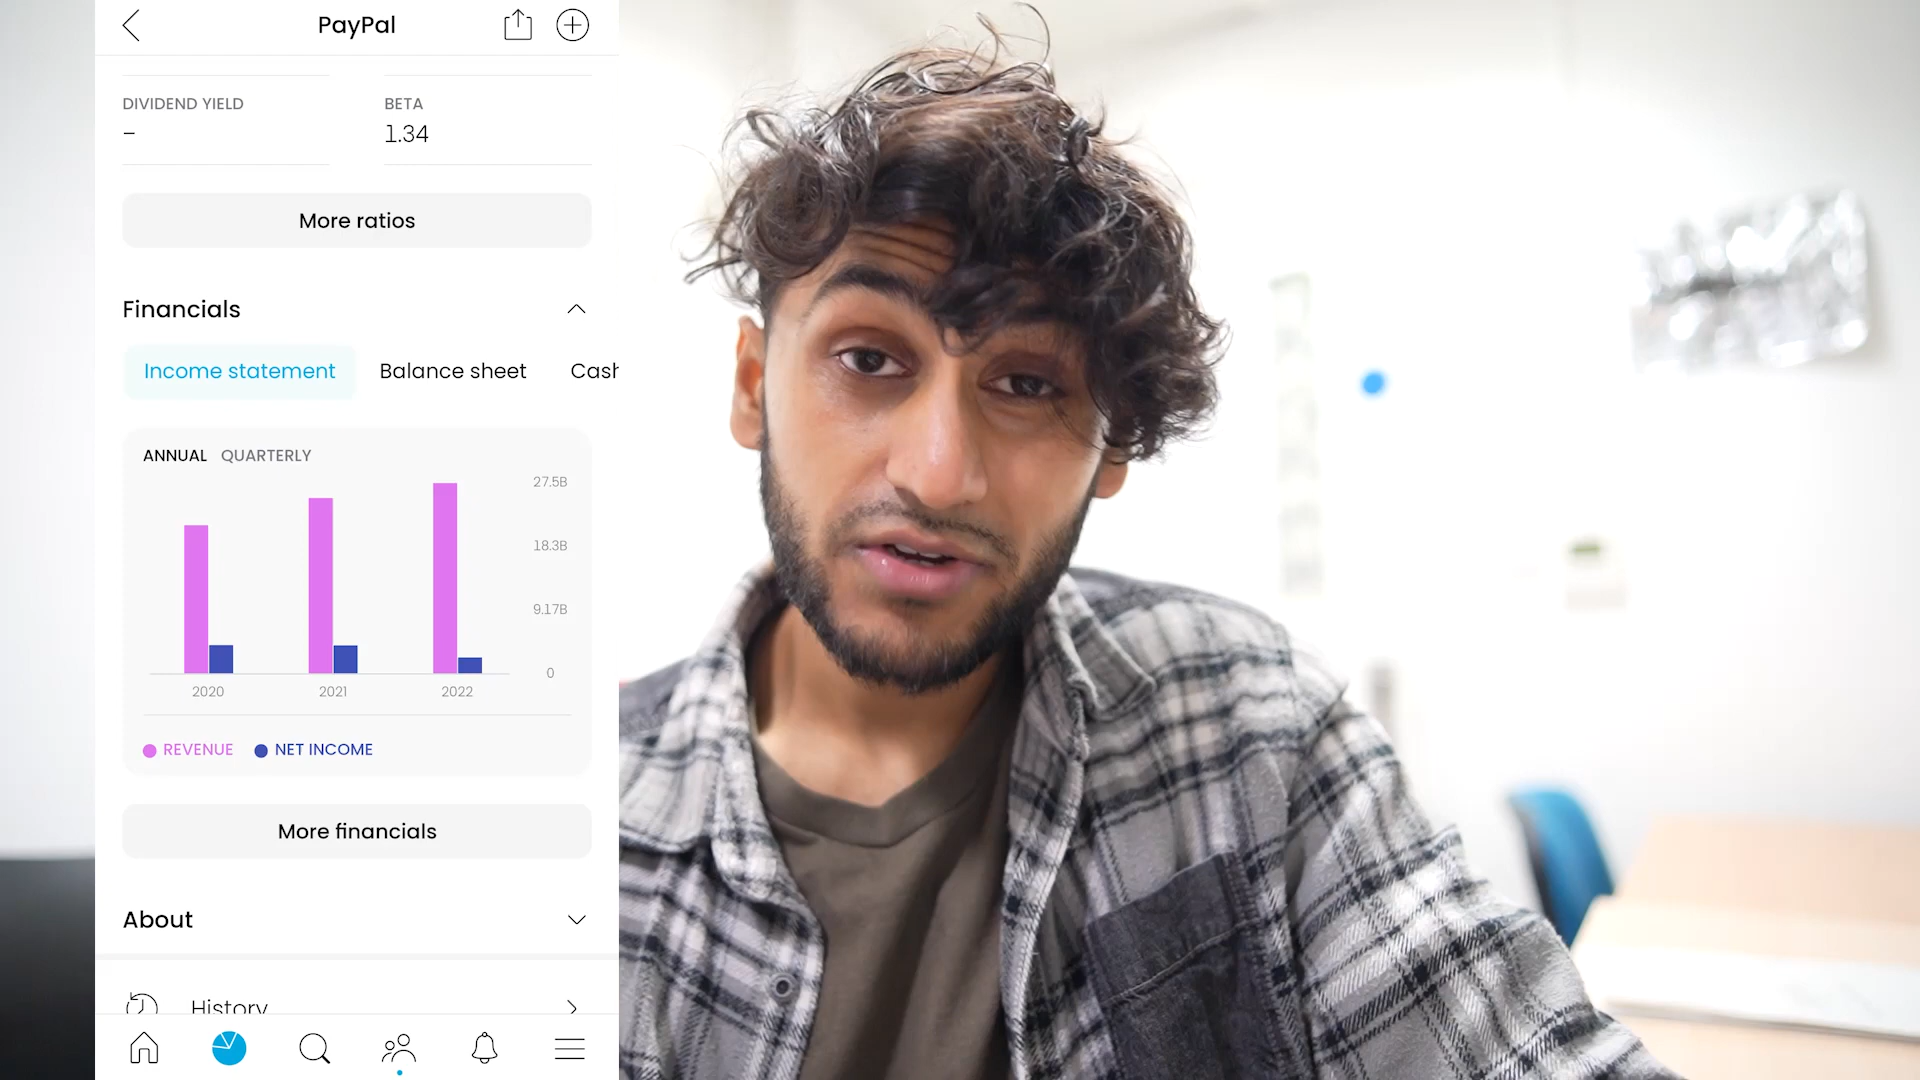 PayPal
DIVIDEND YIELD
BETA
-
1.34
More ratios
Financials
Income statement
Balance sheet
Cash
ANNUAL
QUARTERLY
27.5B
18.3B
9.17B
0
2020
2021
2022
REVENUE
NET INCOME
More financials
About
History